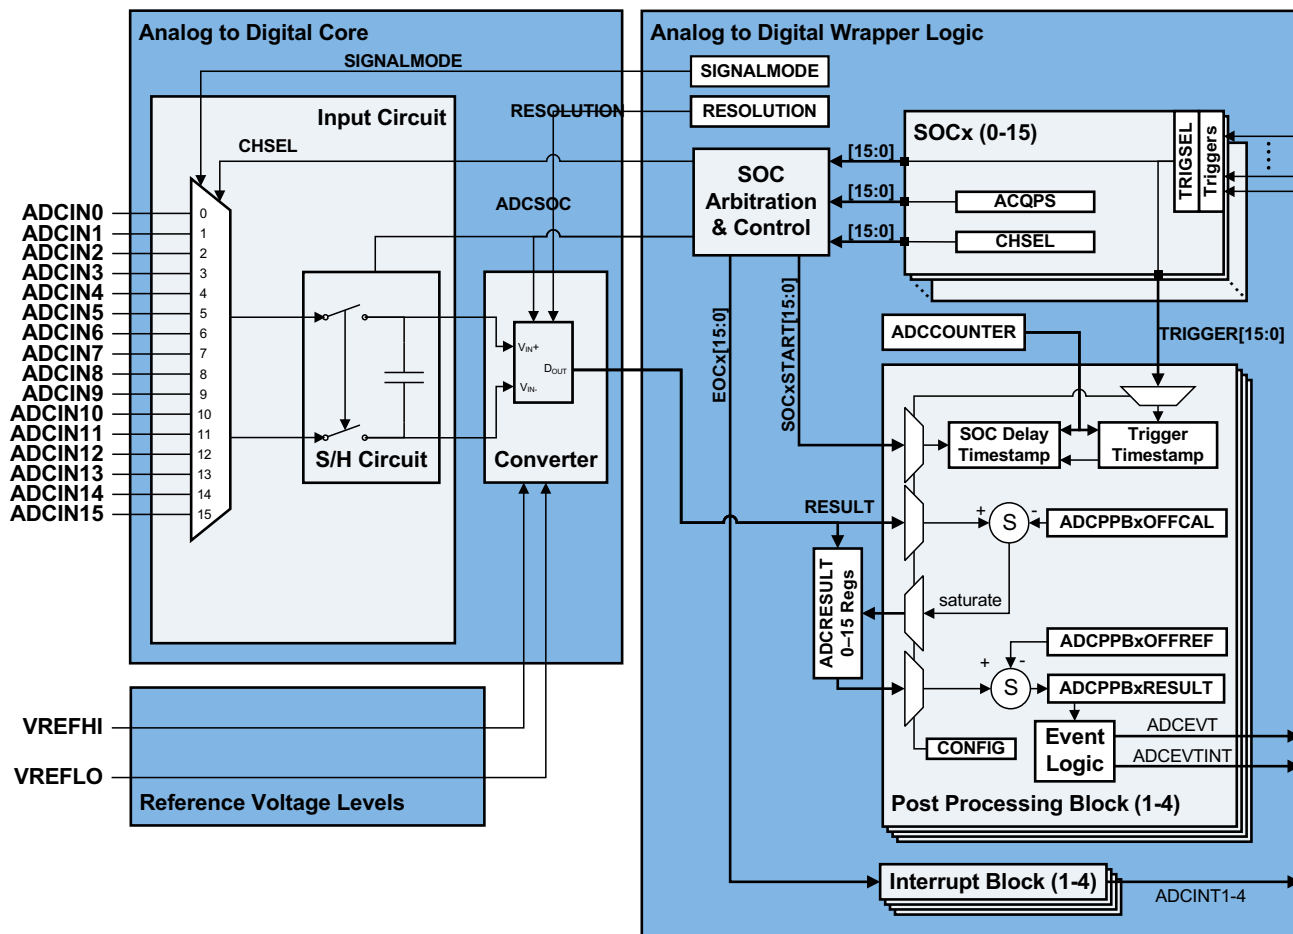 Analog to Digital Core
SIGNALMODE
Input Circuit
RESOLUTION
CHSEL
ADCSOC
ADCIN0
ADCIN1
ADCIN2
ADCIN3
ADCIN4
ADCIN5
ADCIN6
ADCIN7
ADCIN8
ADCIN9
ADCIN10
ADCIN11
ADCIN12
ADCIN13
ADCIN14
ADCIN15
0
1
2
3
4
5
6
7
8
9
10
11
12
13
14
15
S/H Circuit
VIN+
DOUT
VIN-
Converter
VREFHI
VREFLO
Reference Voltage Levels
Analog to Digital Wrapper Logic
SIGNALMODE
RESOLUTION
SOC
Arbitration
& Control
[15:0]
[15:0]
[15:0]
SOCx (0-15)
ACQPS
CHSEL
TRIGSEL
Triggers
EOCx[15:0]
SOCxSTART[15:0]
ADCCOUNTER
TRIGGER[15:0]
SOC Delay
Timestamp
Trigger
Timestamp
RESULT
+
S
-
ADCPPBxOFFCAL
saturate
ADCRESULT
0–15 Regs
ADCPPBxOFFREF
+
-
S
ADCPPBxRESULT
CONFIG
Event
Logic
ADCEVT
ADCEVTINT
Post Processing Block (1-4)
Interrupt Block (1-4)
ADCINT1-4